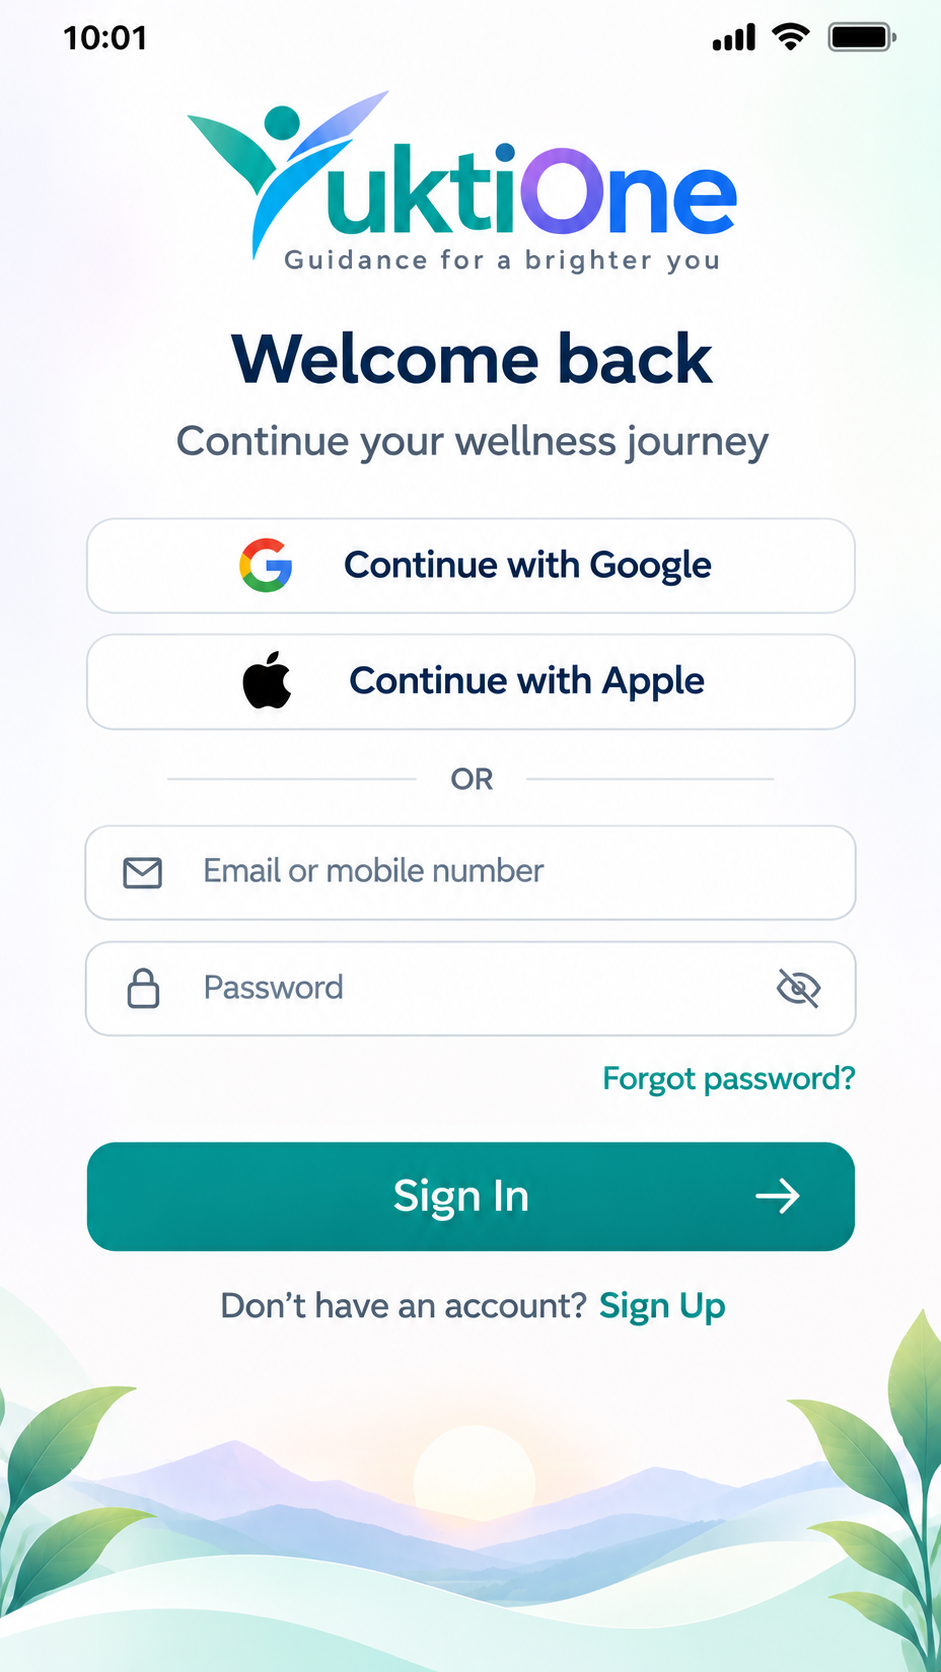 10:01
YuktiOne
Guidance for a brighter you
Welcome back
Continue your wellness journey
Continue with Google
Continue with Apple
OR
Email or mobile number
Password
Forgot password?
Sign In
Don’t have an account? Sign Up